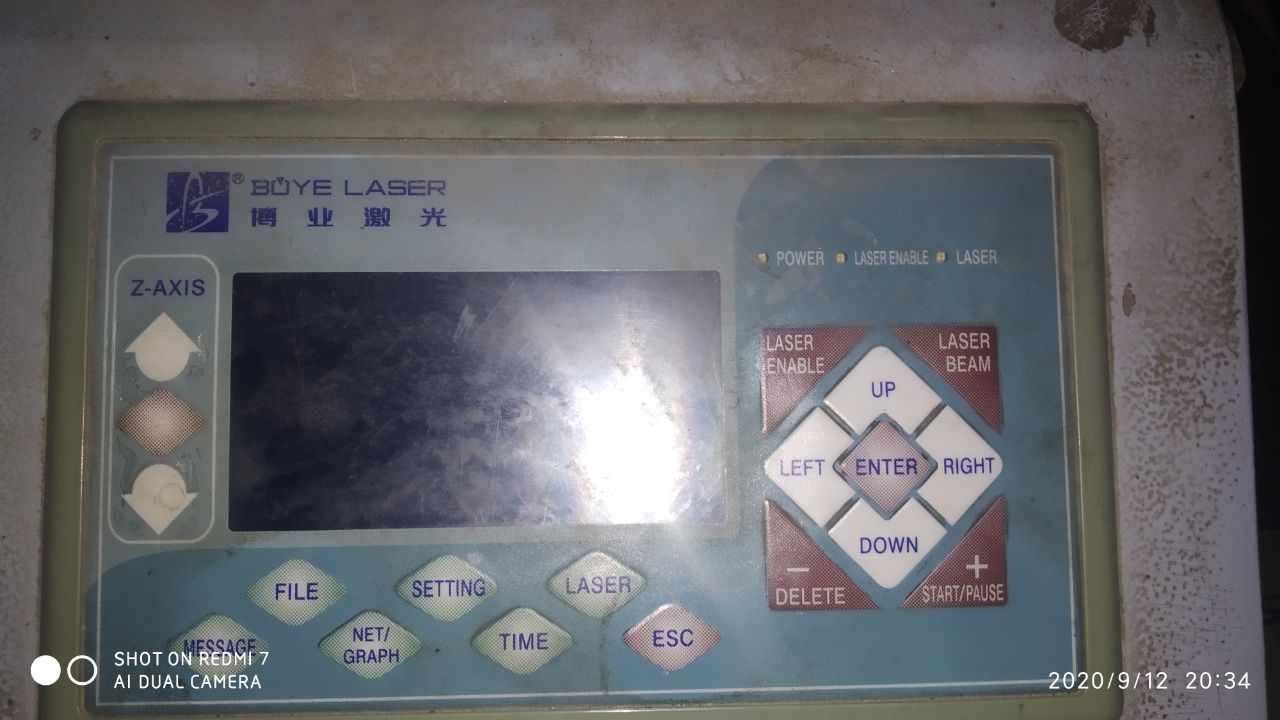 ® BOYE LASER
博业激光
Z-AXIS
POWER
LASER ENABLE
LASER
LASER ENABLE
LASER BEAM
UP
LEFT
ENTER
RIGHT
DOWN
−
DELETE
+
START/PAUSE
FILE
SETTING
LASER
MESSAGE
NET/
GRAPH
TIME
ESC
SHOT ON REDMI 7
AI DUAL CAMERA
2020/9/12 20:34